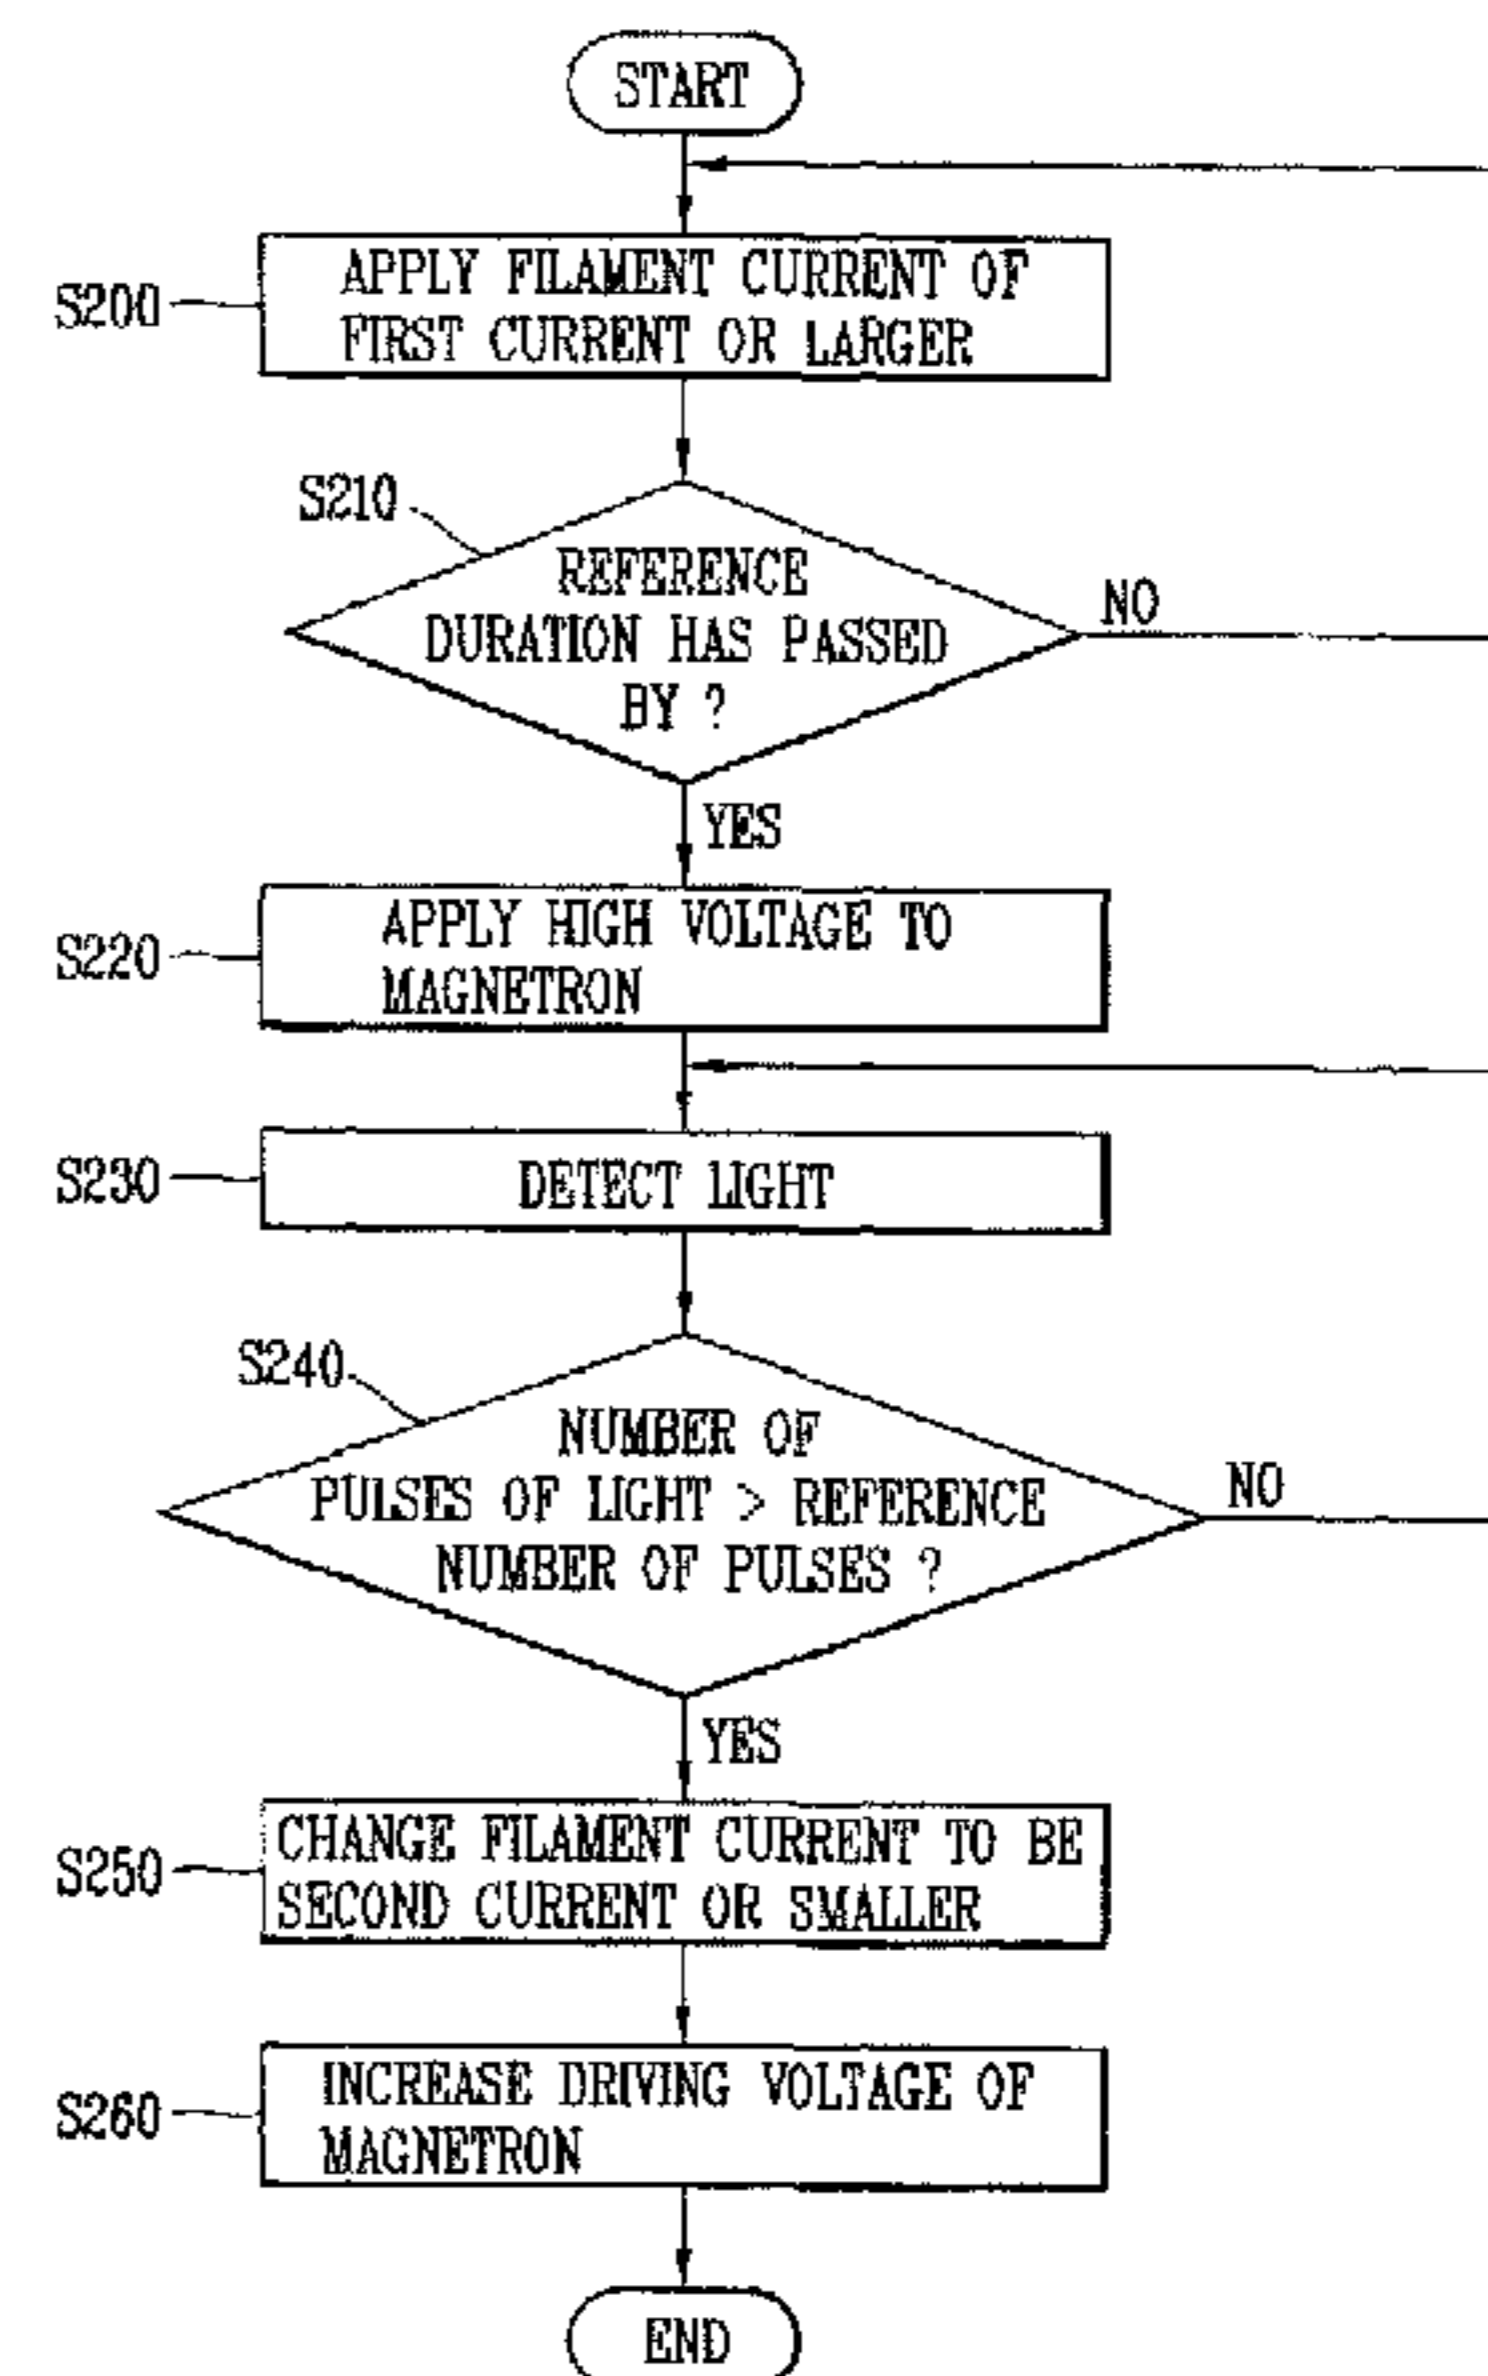 START
S200
APPLY FILAMENT CURRENT OF
FIRST CURRENT OR LARGER
S210
REFERENCE
DURATION HAS PASSED
BY ?
NO
YES
S220
APPLY HIGH VOLTAGE TO
MAGNETRON
S230
DETECT LIGHT
S240
NUMBER OF
PULSES OF LIGHT > REFERENCE
NUMBER OF PULSES ?
NO
YES
S250
CHANGE FILAMENT CURRENT TO BE
SECOND CURRENT OR SMALLER
S260
INCREASE DRIVING VOLTAGE OF
MAGNETRON
END